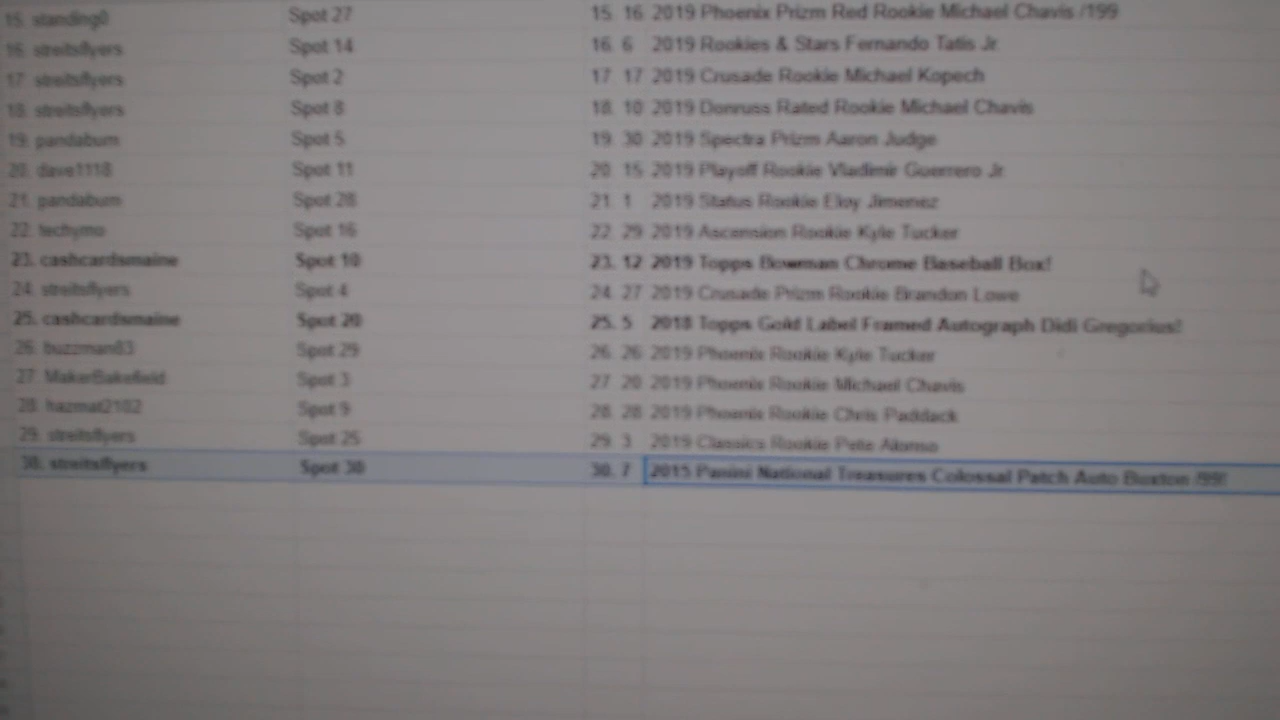 15. standing0 Spot 27 15. 16 2019 Phoenix Prizm Red Rookie Michael Chavis /199
16. streitsflyers Spot 14 16. 6 2019 Rookies & Stars Fernando Tatis Jr
17. streitsflyers Spot 2 17. 17 2019 Crusade Rookie Michael Kopech
18. streitsflyers Spot 8 18. 10 2019 Donruss Rated Rookie Michael Chavis
19. pandabum Spot 5 19. 30 2019 Spectra Prizm Aaron Judge
20. dave1118 Spot 11 20. 15 2019 Playoff Rookie Vladimir Guerrero Jr
21. pandabum Spot 28 21. 1 2019 Status Rookie Eloy Jimenez
22. techymo Spot 16 22. 29 2019 Ascension Rookie Kyle Tucker
23. cashcardsmaine Spot 10 23. 12 2019 Topps Bowman Chrome Baseball Box!
24. streitsflyers Spot 4 24. 27 2019 Crusade Prizm Rookie Brandon Lowe
25. cashcardsmaine Spot 20 25. 5 2018 Topps Gold Label Framed Autograph Didi Gregorius!
26. buzzman83 Spot 29 26. 26 2019 Phoenix Rookie Kyle Tucker
27. MakerBakefield Spot 3 27. 20 2019 Phoenix Rookie Michael Chavis
28. hazmat2102 Spot 9 28. 28 2019 Phoenix Rookie Chris Paddack
29. streitsflyers Spot 25 29. 3 2019 Classics Rookie Pete Alonso
30. streitsflyers Spot 30 30. 7 2015 Panini National Treasures Colossal Patch Auto Buxton /99!